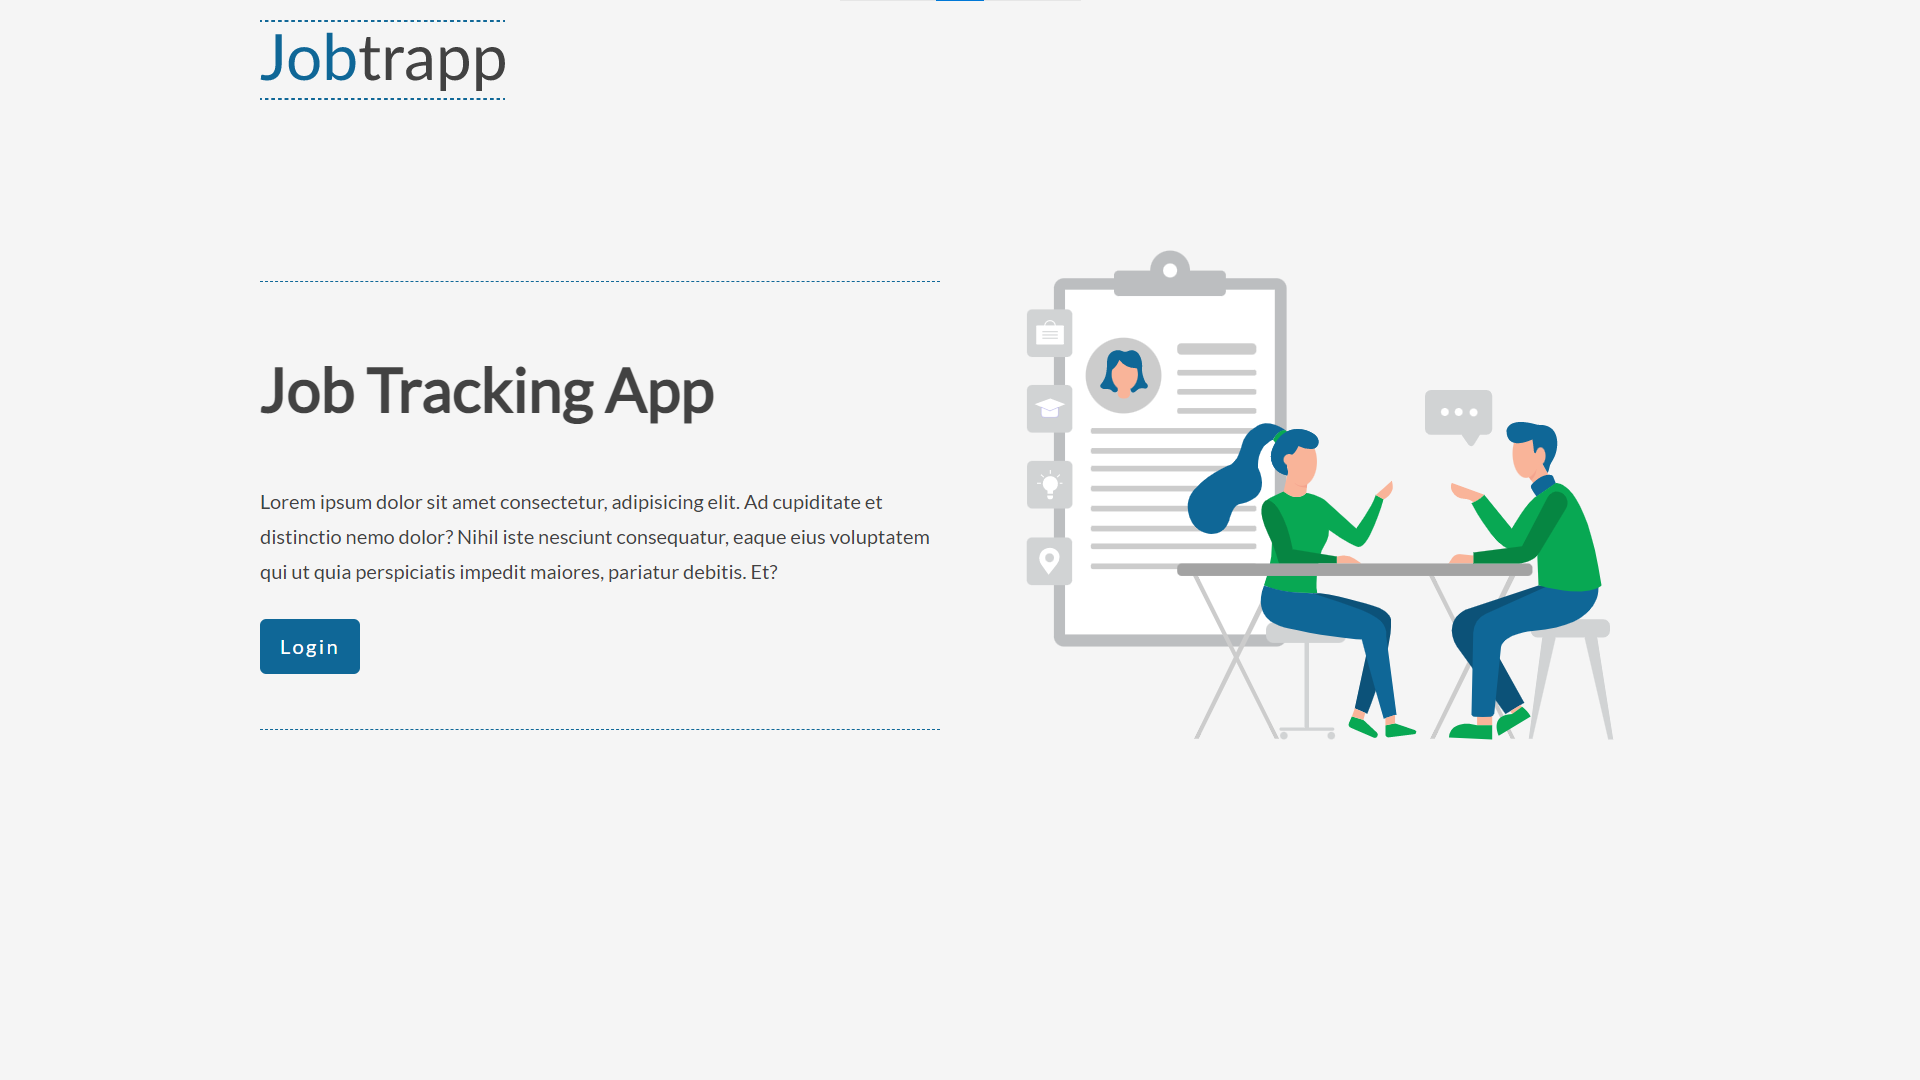 Jobtrapp
Job Tracking App
Lorem ipsum dolor sit amet consectetur, adipisicing elit. Ad cupiditate et
distinctio nemo dolor? Nihil iste nesciunt consequatur, eaque eius voluptatem
qui ut quia perspiciatis impedit maiores, pariatur debitis. Et?
Login